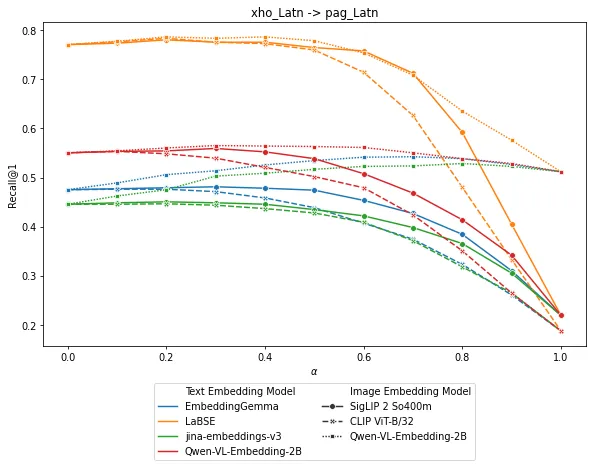 xho_Latn -> pag_Latn
Recall@1
0.8
0.7
0.6
0.5
0.4
0.3
0.2
0.0 0.2 0.4 0.6 0.8 1.0
α
Text Embedding Model Image Embedding Model
EmbeddingGemma SigLIP 2 So400m
LaBSE CLIP ViT-B/32
jina-embeddings-v3 Qwen-VL-Embedding-2B
Qwen-VL-Embedding-2B